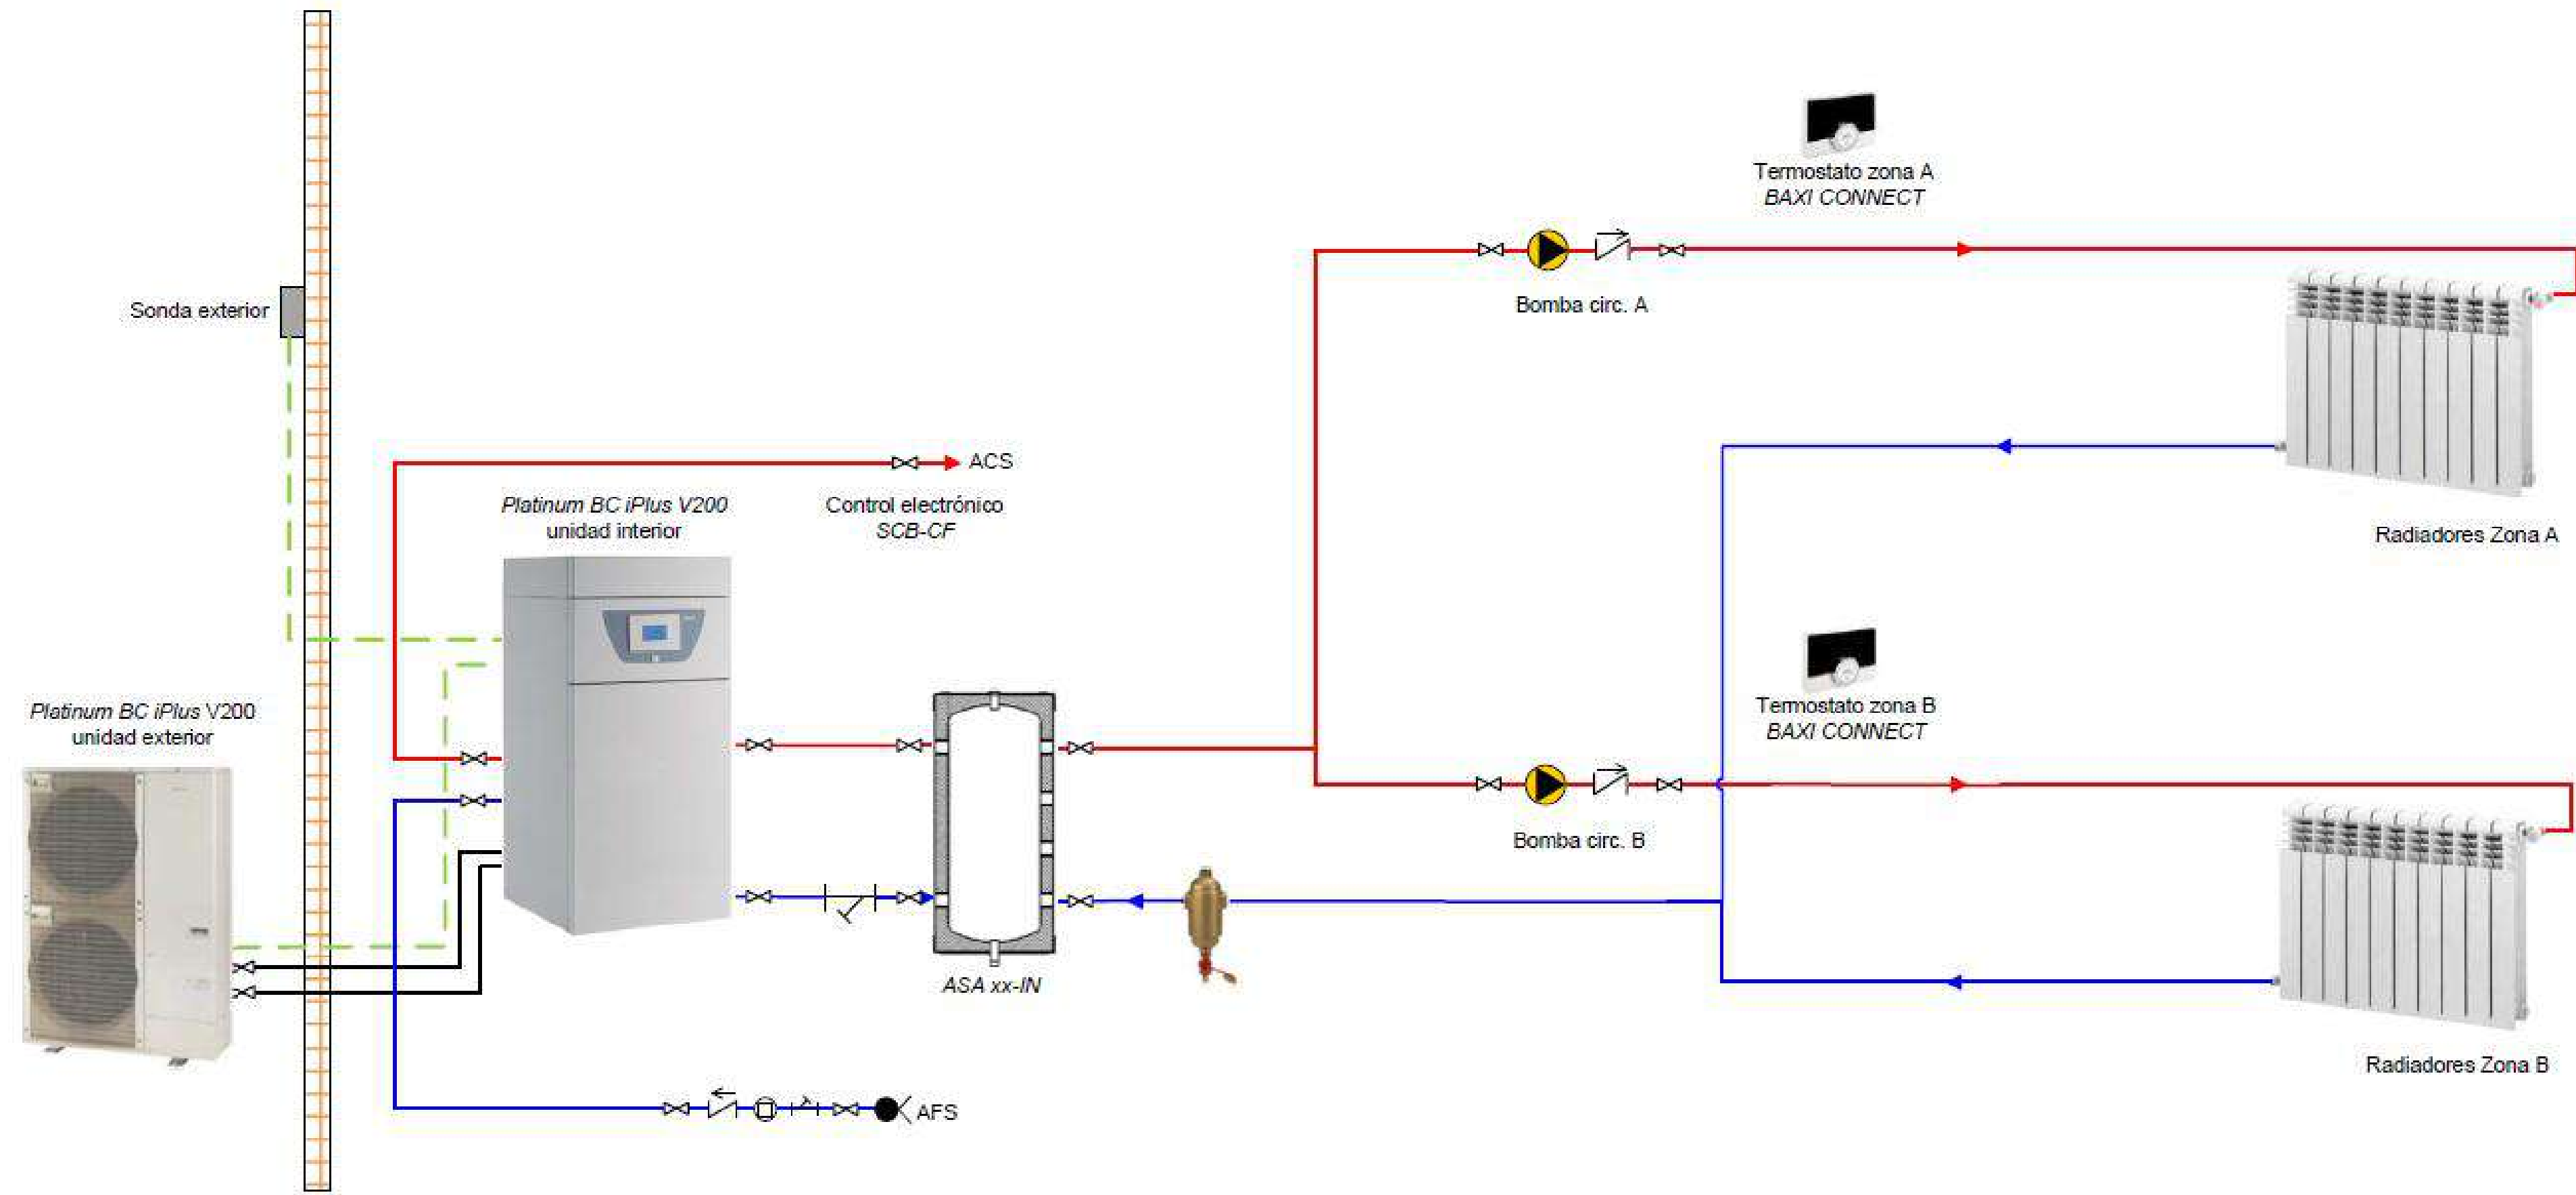 Termostato zona A
BAXI CONNECT
Sonda exterior
Bomba circ. A
ACS
Platinum BC iPlus V200
unidad interior
Control electrónico
SCB-CF
Radiadores Zona A
Platinum BC iPlus V200
unidad exterior
Termostato zona B
BAXI CONNECT
Bomba circ. B
ASA xx-IN
Radiadores Zona B
AFS